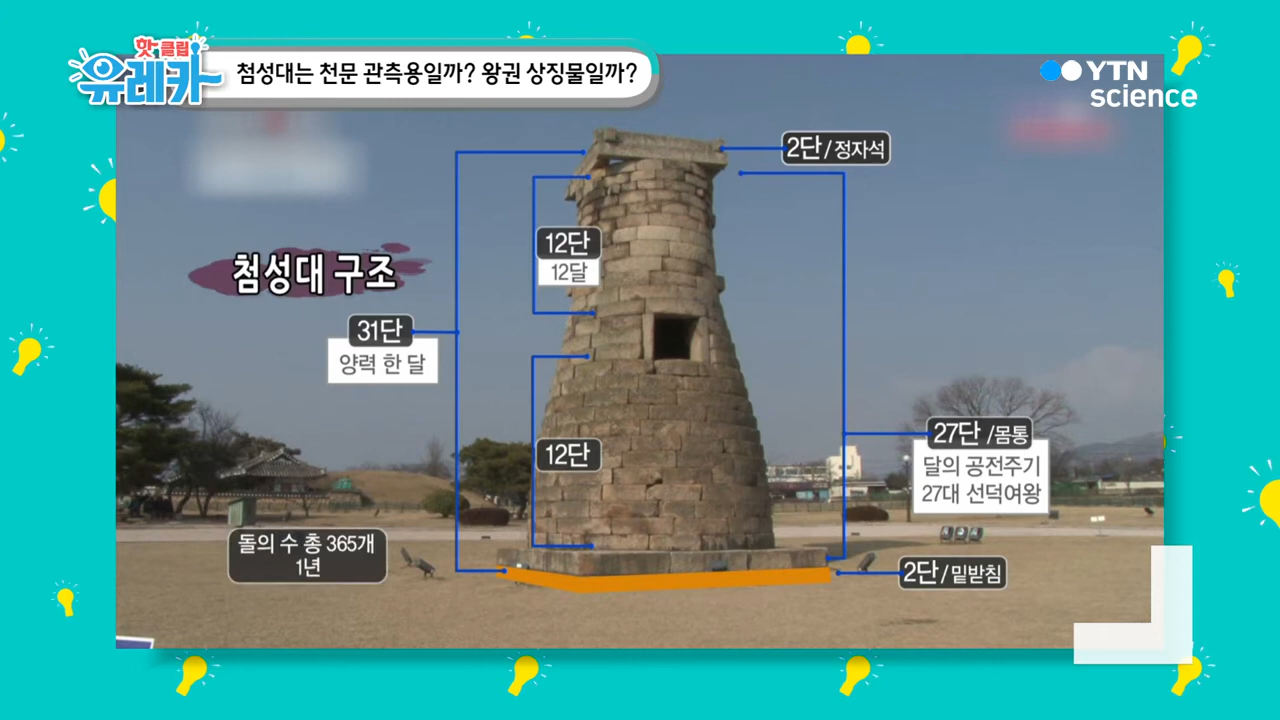 핫클립
유레카
첨성대는 천문 관측용일까? 왕권 상징물일까?
YTN
science
2단/정자석
12단
12달
첨성대 구조
31단
양력 한 달
12단
27단/몸통
달의 공전주기
27대 선덕여왕
돌의 수 총 365개
1년
2단/밑받침